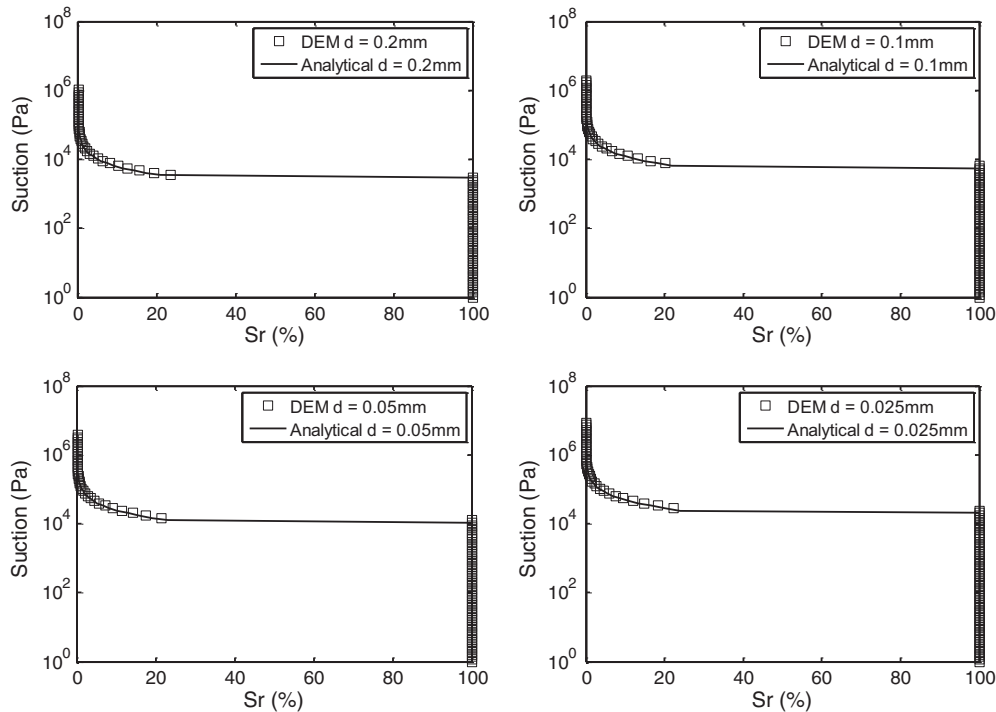 DEM d = 0.2mm
Analytical d = 0.2mm
10^8
10^6
10^4
10^2
10^0
Suction (Pa)
0 20 40 60 80 100
Sr (%)
DEM d = 0.1mm
Analytical d = 0.1mm
10^8
10^6
10^4
10^2
10^0
Suction (Pa)
0 20 40 60 80 100
Sr (%)
DEM d = 0.05mm
Analytical d = 0.05mm
10^8
10^6
10^4
10^2
10^0
Suction (Pa)
0 20 40 60 80 100
Sr (%)
DEM d = 0.025mm
Analytical d = 0.025mm
10^8
10^6
10^4
10^2
10^0
Suction (Pa)
0 20 40 60 80 100
Sr (%)